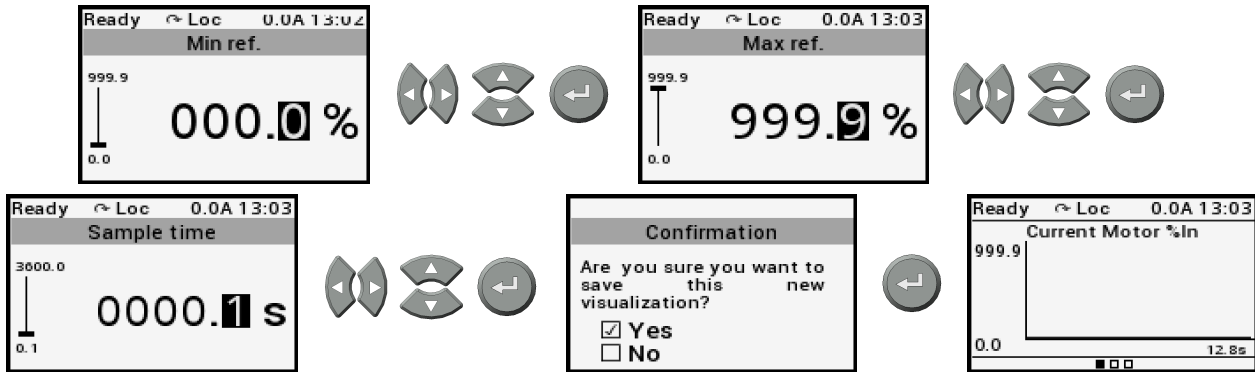 Ready Loc 0.0A 13:02
Min ref.
999.9
000.0 %
0.0
Ready Loc 0.0A 13:03
Max ref.
999.9
999.9 %
0.0
Ready Loc 0.0A 13:03
Sample time
3600.0
0000.1 s
0.1
Confirmation
Are you sure you want to
save this new
visualization?
Yes
No
Ready Loc 0.0A 13:03
Current Motor %In
999.9
0.0
12.8s